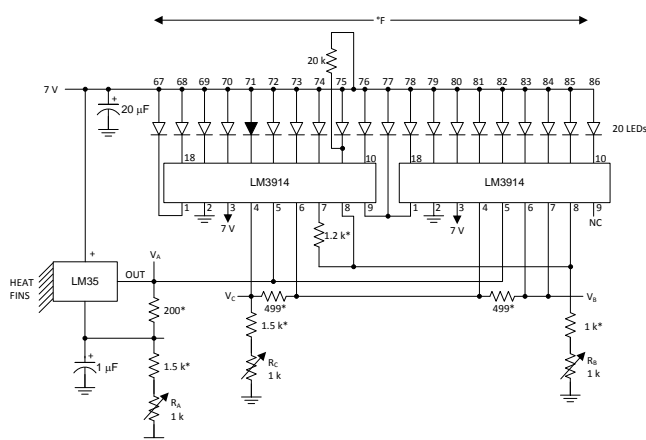 °F
20 k
67 68 69 70 71 72 73 74 75 76 77 78 79 80 81 82 83 84 85 86
7 V
+
20 μF
20 LEDs
18 10 18 10
LM3914 LM3914
1 2 3 4 5 6 7 8 9 1 2 3 4 5 6 7 8 9
7 V 7 V NC
1.2 k*
+
VA
HEAT
FINS
LM35
OUT
VC
499*
499*
VB
200*
1.5 k*
1 k*
+
1 μF
1.5 k*
RC
1 k
RB
1 k
RA
1 k